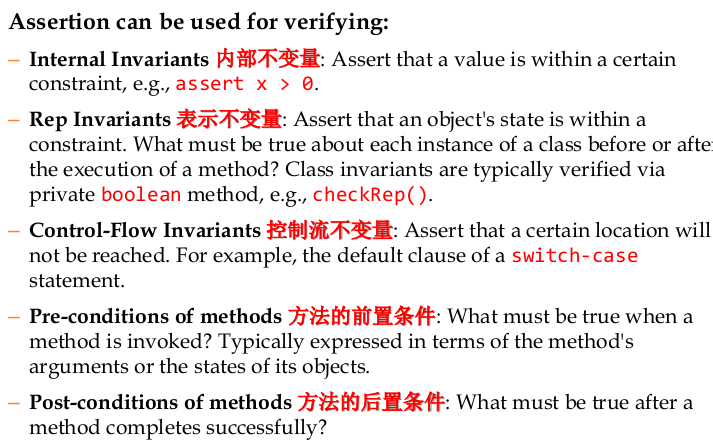 Assertion can be used for verifying:
– Internal Invariants 内部不变量: Assert that a value is within a certain
constraint, e.g., assert x > 0.
– Rep Invariants 表示不变量: Assert that an object's state is within a
constraint. What must be true about each instance of a class before or after
the execution of a method? Class invariants are typically verified via
private boolean method, e.g., checkRep().
– Control-Flow Invariants 控制流不变量: Assert that a certain location will
not be reached. For example, the default clause of a switch-case
statement.
– Pre-conditions of methods 方法的前置条件: What must be true when a
method is invoked? Typically expressed in terms of the method's
arguments or the states of its objects.
– Post-conditions of methods 方法的后置条件: What must be true after a
method completes successfully?